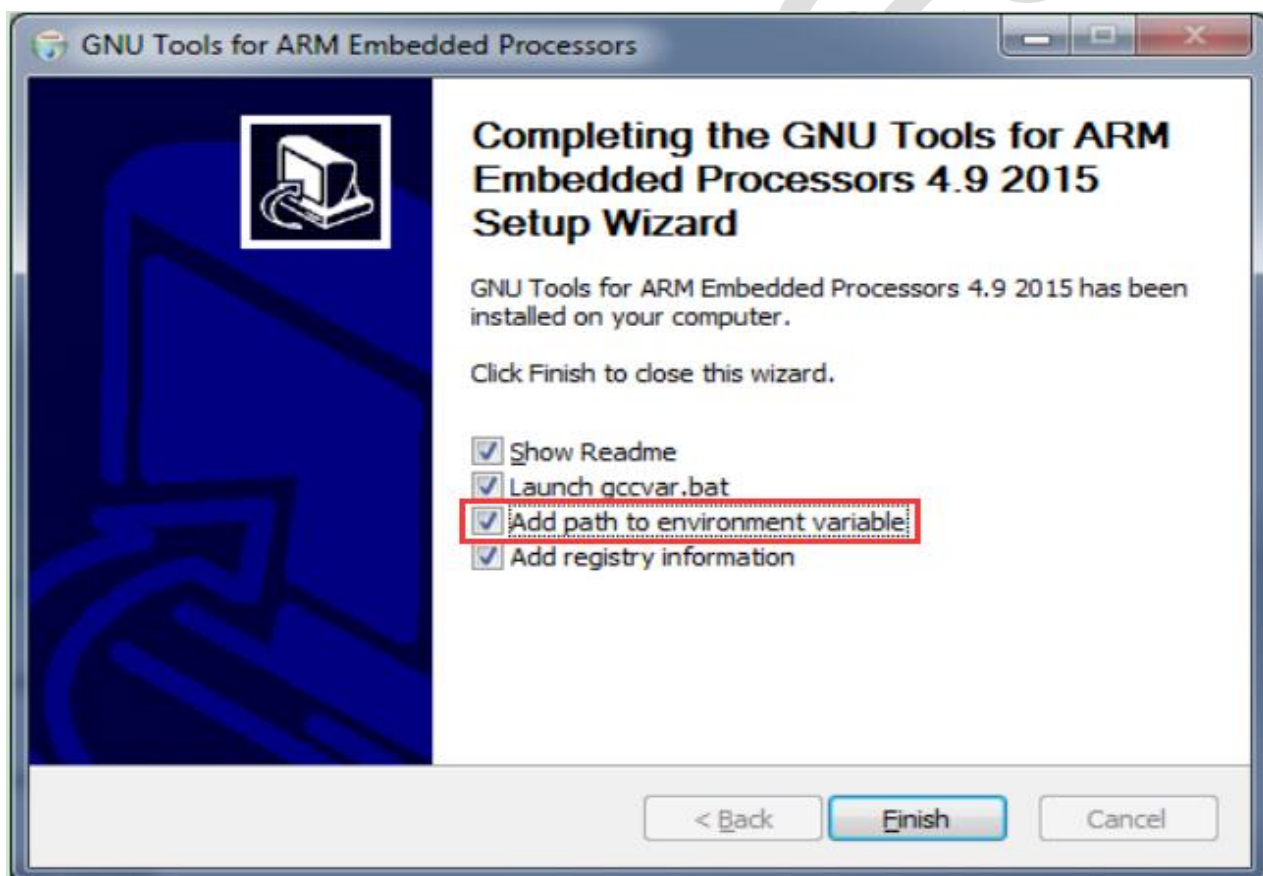 GNU Tools for ARM Embedded Processors
Completing the GNU Tools for ARM
Embedded Processors 4.9 2015
Setup Wizard
GNU Tools for ARM Embedded Processors 4.9 2015 has been
installed on your computer.
Click Finish to close this wizard.
Show Readme
Launch gccvar.bat
Add path to environment variable
Add registry information
< Back
Finish
Cancel